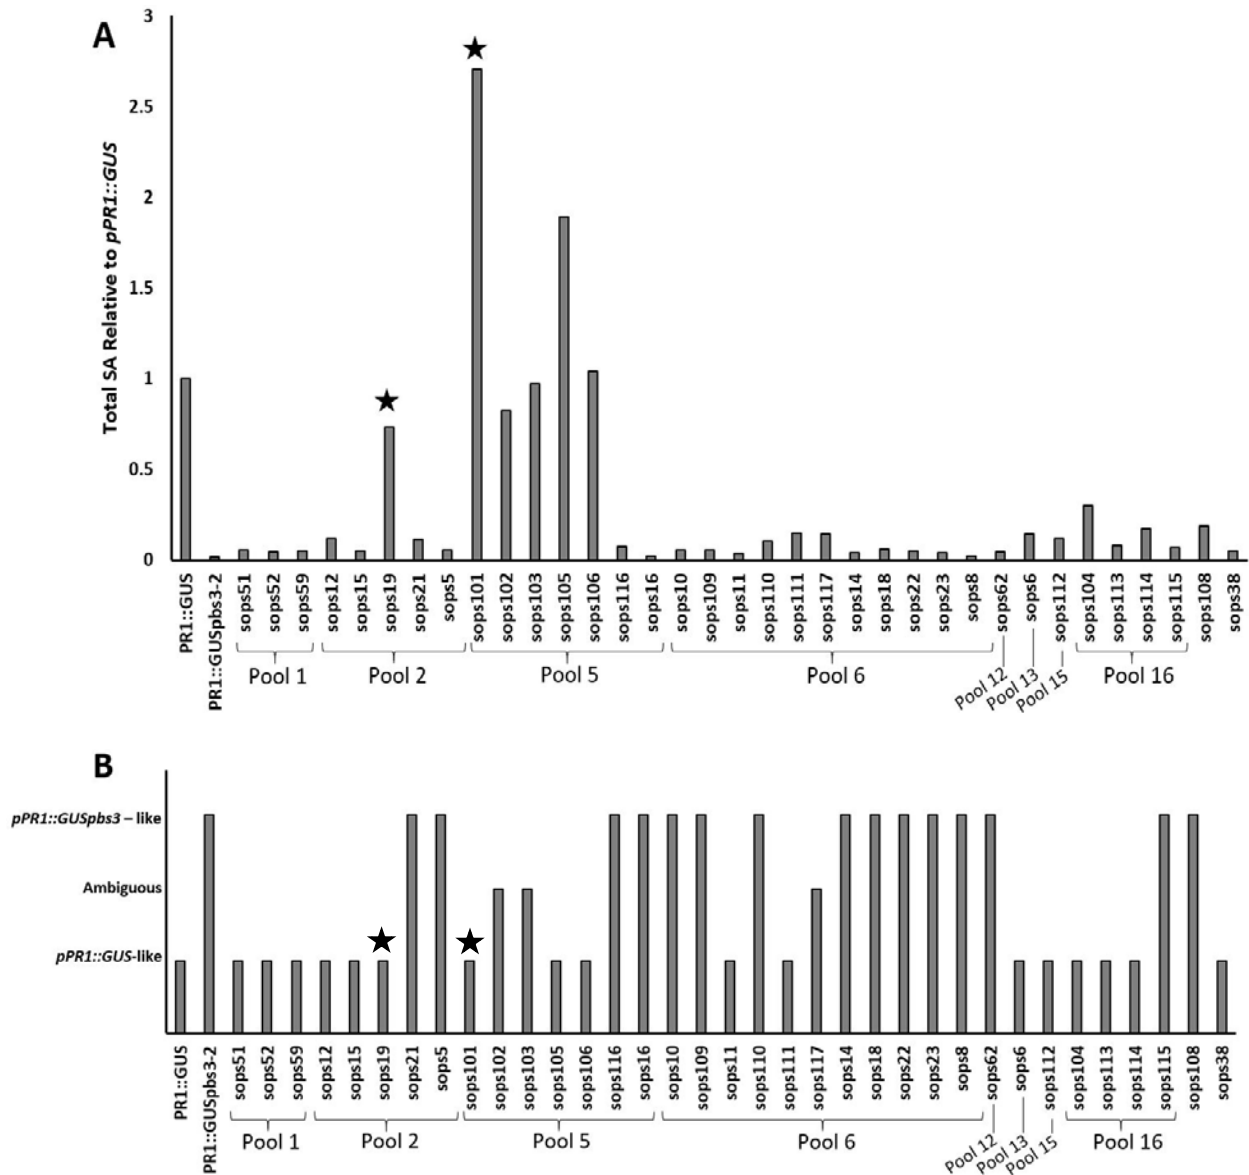 A
Total SA Relative to pPR1::GUS
3
2.5
2
1.5
1
0.5
0
PR1::GUS
PR1::GUSpbs3-2
sops51
sops52
sops59
sops12
sops15
sops19
sops21
sops5
sops101
sops102
sops103
sops105
sops106
sops116
sops16
sops10
sops109
sops11
sops110
sops111
sops117
sops14
sops18
sops22
sops23
sops8
sops62
sops6
sops112
sops104
sops113
sops114
sops115
sops108
sops38
Pool 1
Pool 2
Pool 5
Pool 6
Pool 12
Pool 13
Pool 15
Pool 16
B
pPR1::GUSpbs3 – like
Ambiguous
pPR1::GUS-like
PR1::GUS
PR1::GUSpbs3-2
sops51
sops52
sops59
sops12
sops15
sops19
sops21
sops5
sops101
sops102
sops103
sops105
sops106
sops116
sops16
sops10
sops109
sops11
sops110
sops111
sops117
sops14
sops18
sops22
sops23
sops8
sops62
sops6
sops112
sops104
sops113
sops114
sops115
sops108
sops38
Pool 1
Pool 2
Pool 5
Pool 6
Pool 12
Pool 13
Pool 15
Pool 16